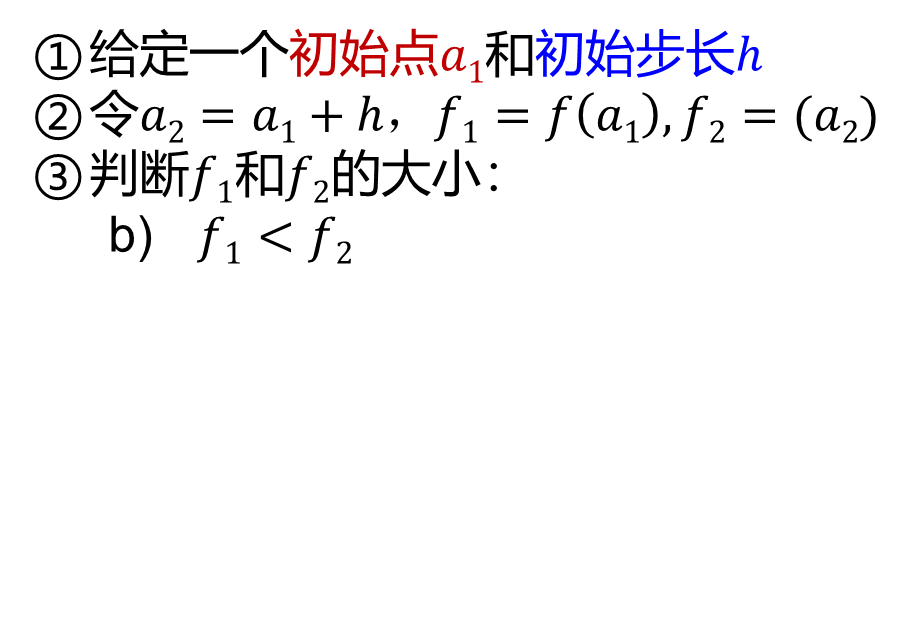 ①给定一个初始点a₁和初始步长h
②令a₂ = a₁ + h，f₁ = f(a₁), f₂ = (a₂)
③判断f₁和f₂的大小：
b) f₁ < f₂